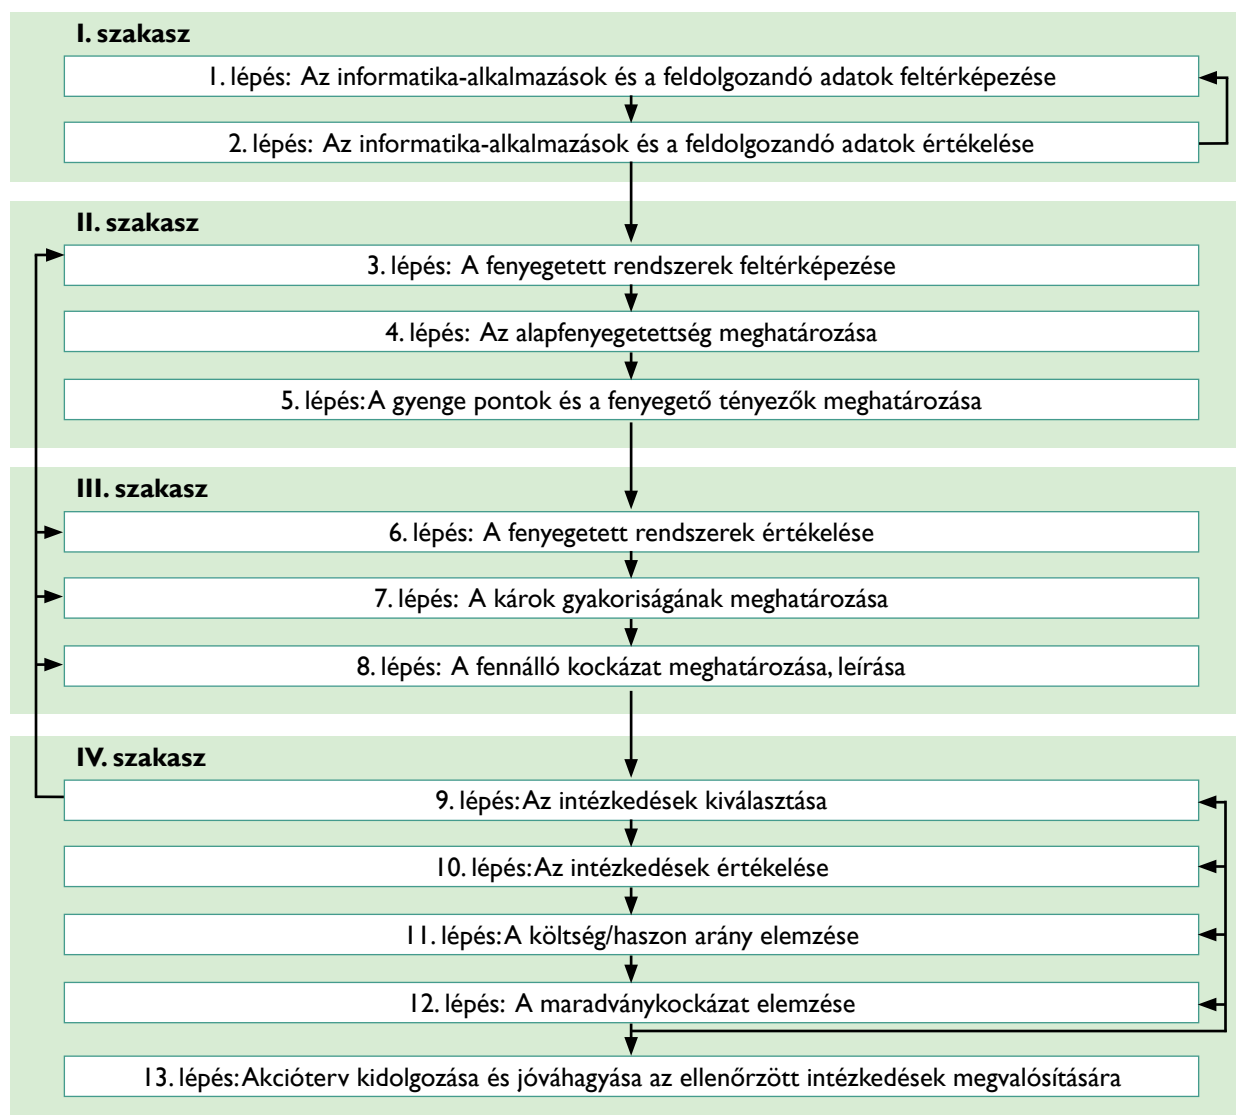 I. szakasz
1. lépés: Az informatika-alkalmazások és a feldolgozandó adatok feltérképezése
2. lépés: Az informatika-alkalmazások és a feldolgozandó adatok értékelése
II. szakasz
3. lépés: A fenyegetett rendszerek feltérképezése
4. lépés: Az alapfenyegetettség meghatározása
5. lépés: A gyenge pontok és a fenyegető tényezők meghatározása
III. szakasz
6. lépés: A fenyegetett rendszerek értékelése
7. lépés: A károk gyakoriságának meghatározása
8. lépés: A fennálló kockázat meghatározása, leírása
IV. szakasz
9. lépés: Az intézkedések kiválasztása
10. lépés: Az intézkedések értékelése
11. lépés: A költség/haszon arány elemzése
12. lépés: A maradványkockázat elemzése
13. lépés: Akcióterv kidolgozása és jóváhagyása az ellenőrzött intézkedések megvalósítására